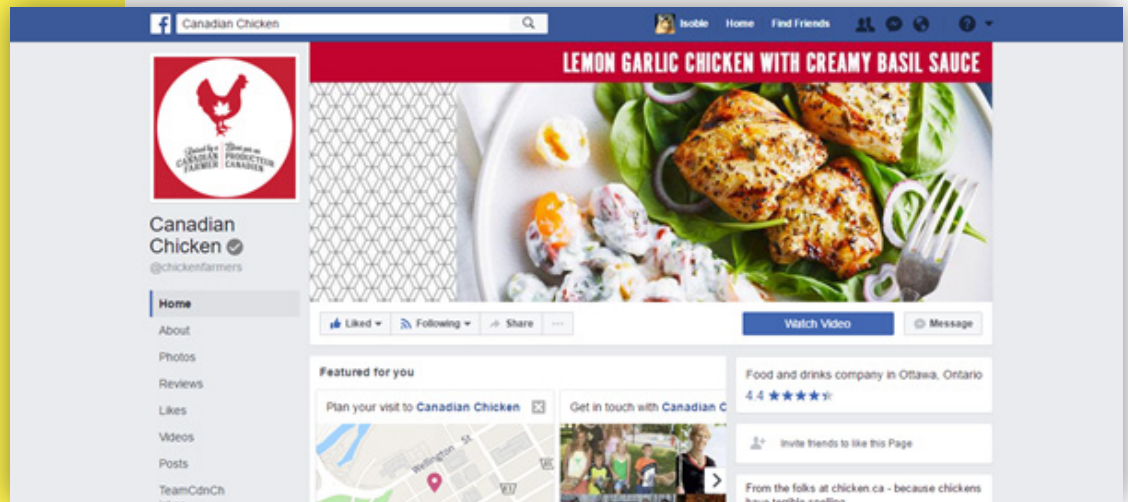 Canadian Chicken
Isoble Home Find Friends
LEMON GARLIC CHICKEN WITH CREAMY BASIL SAUCE
Raised by a
CANADIAN
FARMER
PRODUCTEUR
CANADIEN
Canadian
Chicken
@chickenfarmers
Home
About
Photos
Reviews
Likes
Videos
Posts
TeamCdnCh
Liked Following Share
Watch Video Message
Featured for you
Plan your visit to Canadian Chicken
Wellington St
Get in touch with Canadian C
Food and drinks company in Ottawa, Ontario
4.4
Invite friends to like this Page
From the folks at chicken.ca - because chickens
have terrible spelling